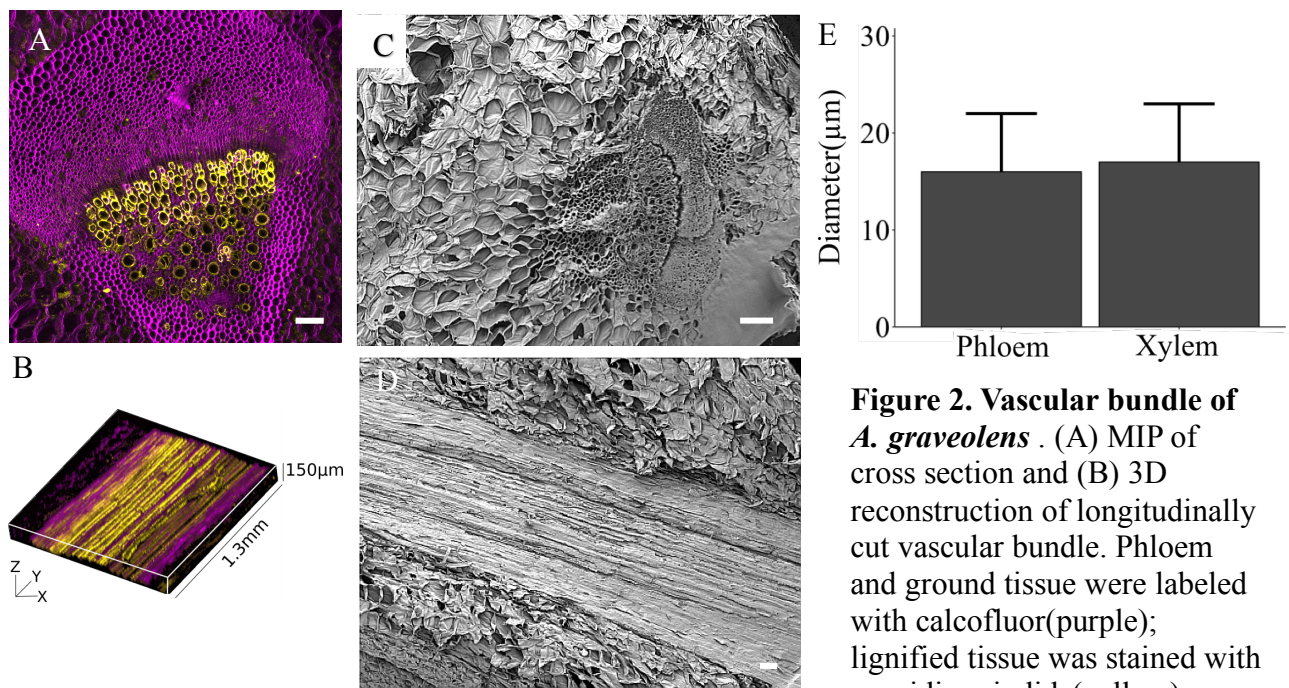 A
B
Z
Y
X
150μm
1.3mm
C
D
E
Diameter(μm)
30
20
10
0
Phloem
Xylem
Figure 2. Vascular bundle of
A. graveolens . (A) MIP of
cross section and (B) 3D
reconstruction of longitudinally
cut vascular bundle. Phloem
and ground tissue were labeled
with calcofluor(purple);
lignified tissue was stained with